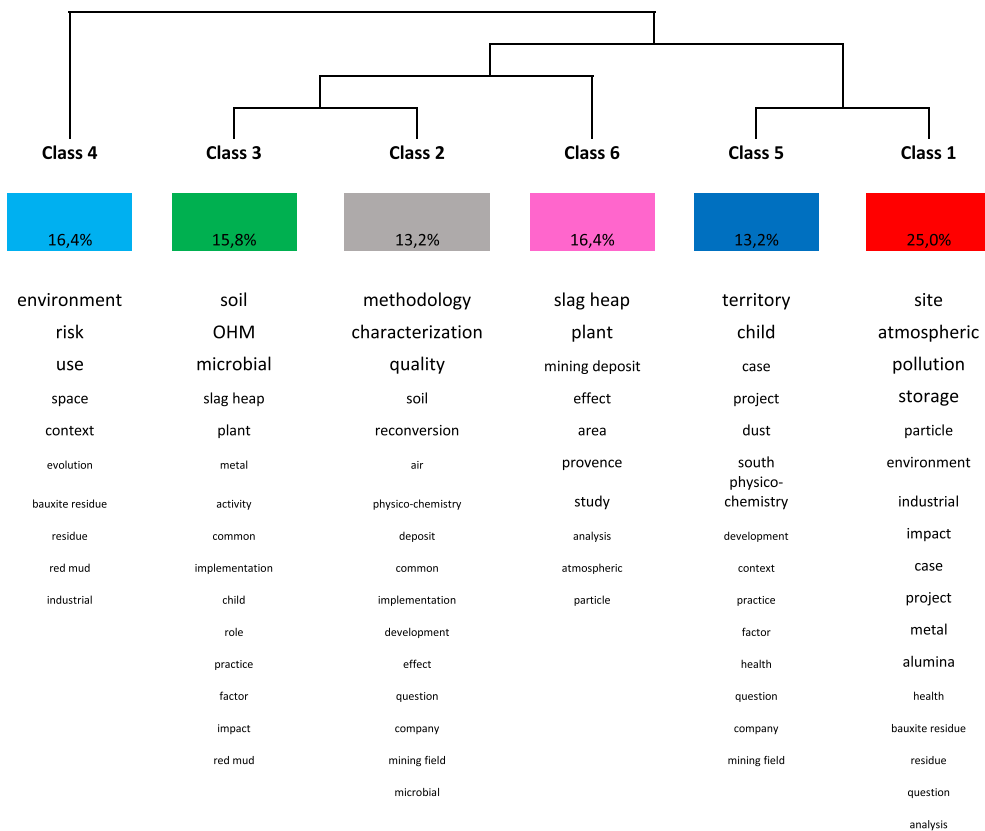 Class 4
Class 3
Class 2
Class 6
Class 5
Class 1
16,4%
15,8%
13,2%
16,4%
13,2%
25,0%
environment
risk
use
space
context
evolution
bauxite residue
residue
red mud
industrial
soil
OHM
microbial
slag heap
plant
metal
activity
common
implementation
child
role
practice
factor
impact
red mud
methodology
characterization
quality
soil
reconversion
air
physico-chemistry
deposit
common
implementation
development
effect
question
company
mining field
microbial
slag heap
plant
mining deposit
effect
area
provence
study
analysis
atmospheric
particle
territory
child
case
project
dust
south
physico-
chemistry
development
context
practice
factor
health
question
company
mining field
site
atmospheric
pollution
storage
particle
environment
industrial
impact
case
project
metal
alumina
health
bauxite residue
residue
question
analysis